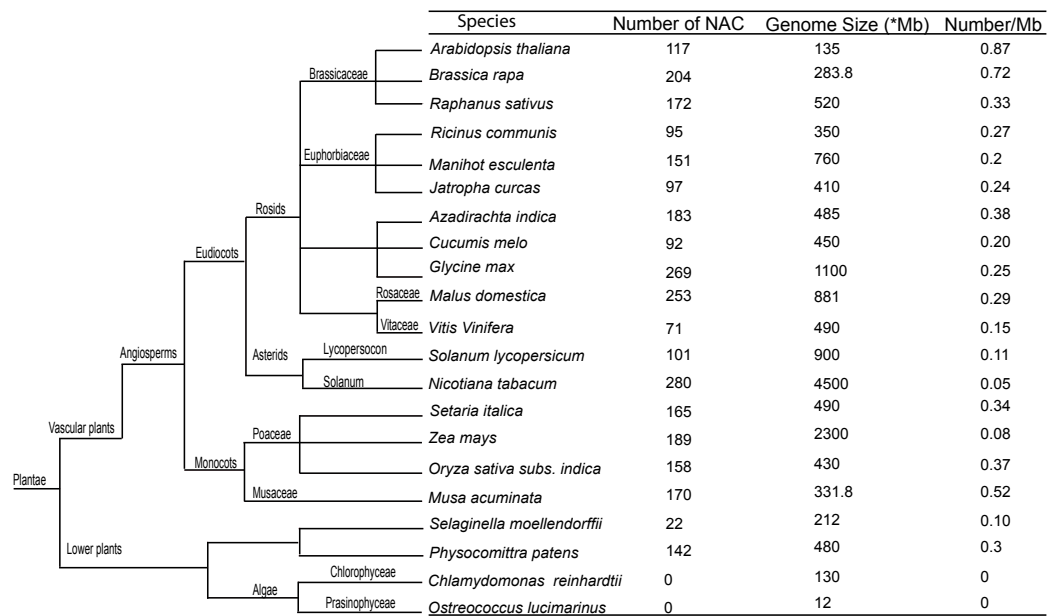 Species Number of NAC Genome Size (*Mb) Number/Mb
Arabidopsis thaliana 117 135 0.87
Brassicaceae Brassica rapa 204 283.8 0.72
Raphanus sativus 172 520 0.33
Ricinus communis 95 350 0.27
Euphorbiaceae Manihot esculenta 151 760 0.2
Jatropha curcas 97 410 0.24
Rosids Azadirachta indica 183 485 0.38
Eudicots Cucumis melo 92 450 0.20
Glycine max 269 1100 0.25
Rosaceae Malus domestica 253 881 0.29
Vitaceae Vitis Vinifera 71 490 0.15
Angiosperms Asterids Lycopersocon Solanum lycopersicum 101 900 0.11
Solanum Nicotiana tabacum 280 4500 0.05
Setaria italica 165 490 0.34
Vascular plants Poaceae Zea mays 189 2300 0.08
Monocots Oryza sativa subs. indica 158 430 0.37
Plantae Musaceae Musa acuminata 170 331.8 0.52
Selaginella moellendorffii 22 212 0.10
Lower plants Physocomittra patens 142 480 0.3
Chlorophyceae Chlamydomonas reinhardtii 0 130 0
Algae Prasinophyceae Ostreococcus lucimarinus 0 12 0